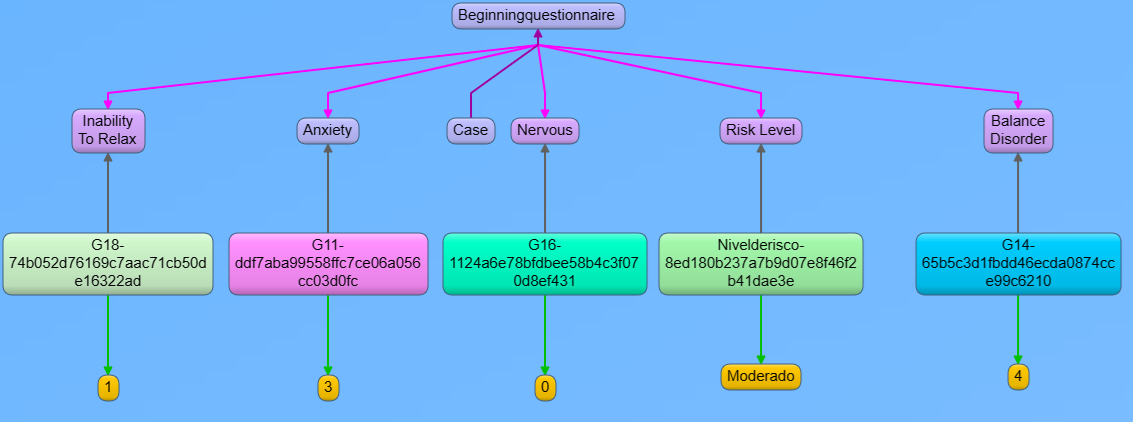 Beginningquestionnaire
Inability
To Relax
Anxiety
Case
Nervous
Risk Level
Balance
Disorder
G18-
74b052d76169c7aac71cb50d
e16322ad
G11-
ddf7aba99558ffc7ce06a056
cc03d0fc
G16-
1124a6e78bfdbee58b4c3f07
0d8ef431
Nivelderisco-
8ed180b237a7b9d07e8f46f2
b41dae3e
G14-
65b5c3d1fbdd46ecda0874cc
e99c6210
1
3
0
Moderado
4